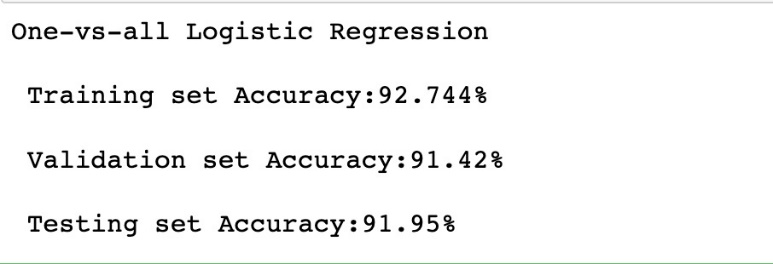 One-vs-all Logistic Regression
Training set Accuracy:92.744%
Validation set Accuracy:91.42%
Testing set Accuracy:91.95%